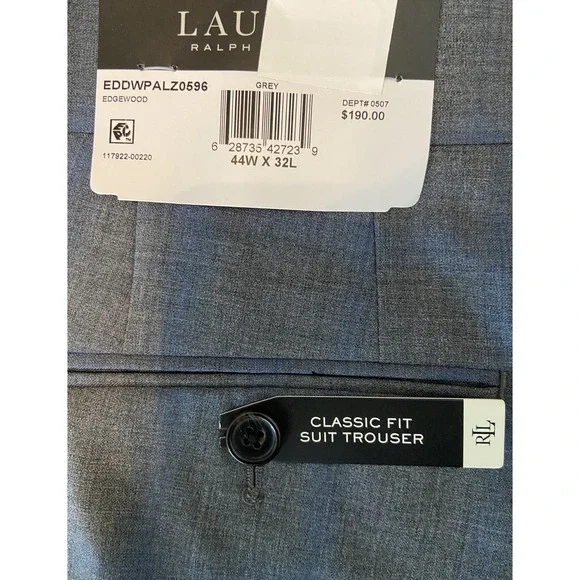 LAU
RALPH
EDDWPALZ0596
EDGEWOOD
GREY
DEPT# 0507
$190.00
117922-00220
6 28735 42723 9
44W X 32L
CLASSIC FIT
SUIT TROUSER
RLL